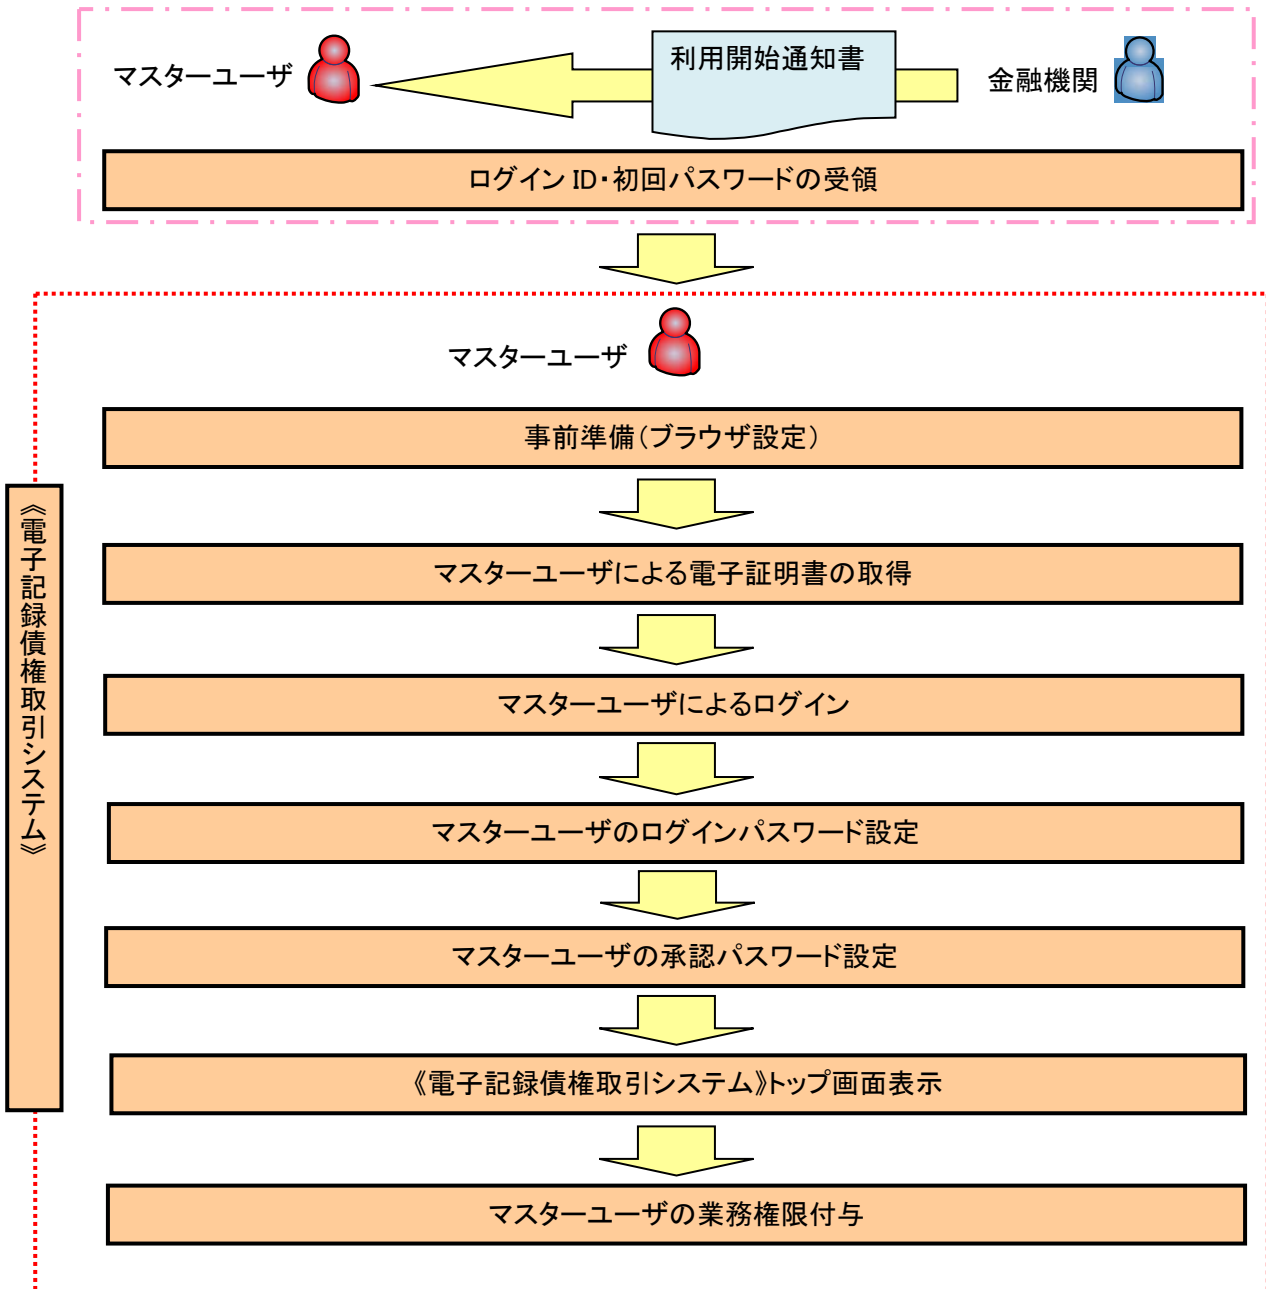 マスターユーザ
利用開始通知書
金融機関
ログイン ID・初回パスワードの受領
マスターユーザ
事前準備（ブラウザ設定）
《電子記録債権取引システム》
マスターユーザによる電子証明書の取得
マスターユーザによるログイン
マスターユーザのログインパスワード設定
マスターユーザの承認パスワード設定
《電子記録債権取引システム》トップ画面表示
マスターユーザの業務権限付与